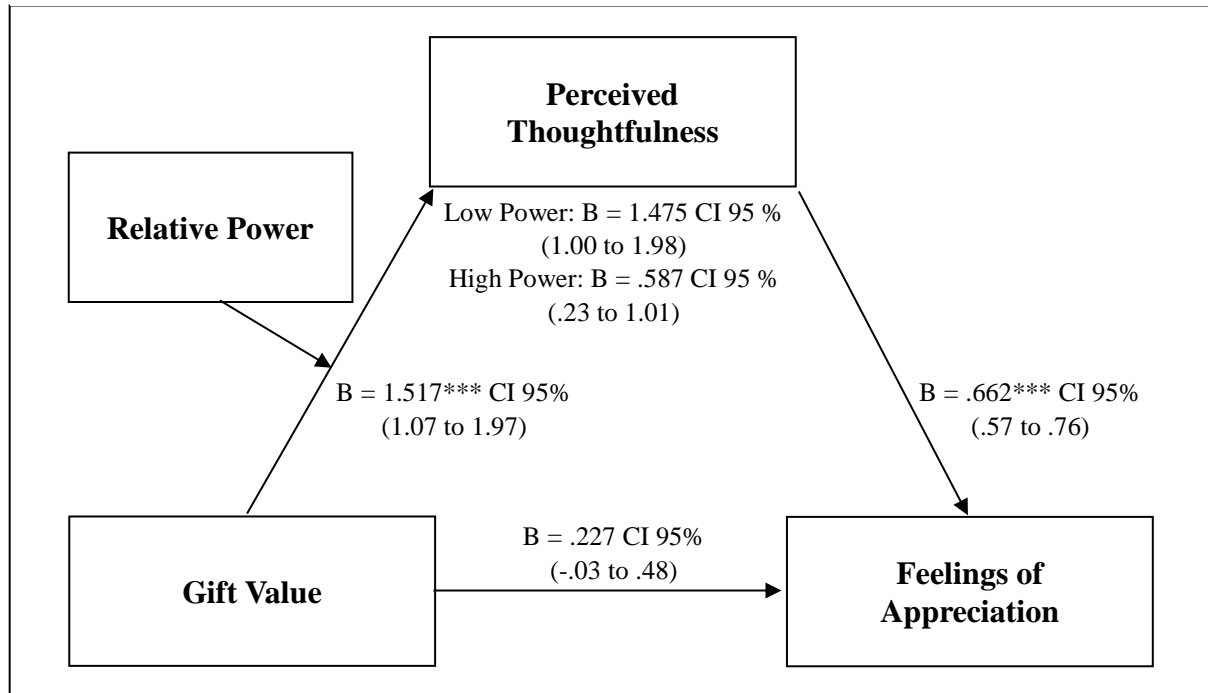 Perceived
Thoughtfulness
Relative Power
Low Power: B = 1.475 CI 95 %
(1.00 to 1.98)
High Power: B = .587 CI 95 %
(.23 to 1.01)
B = 1.517*** CI 95%
(1.07 to 1.97)
B = .662*** CI 95%
(.57 to .76)
Gift Value
B = .227 CI 95%
(-.03 to .48)
Feelings of
Appreciation